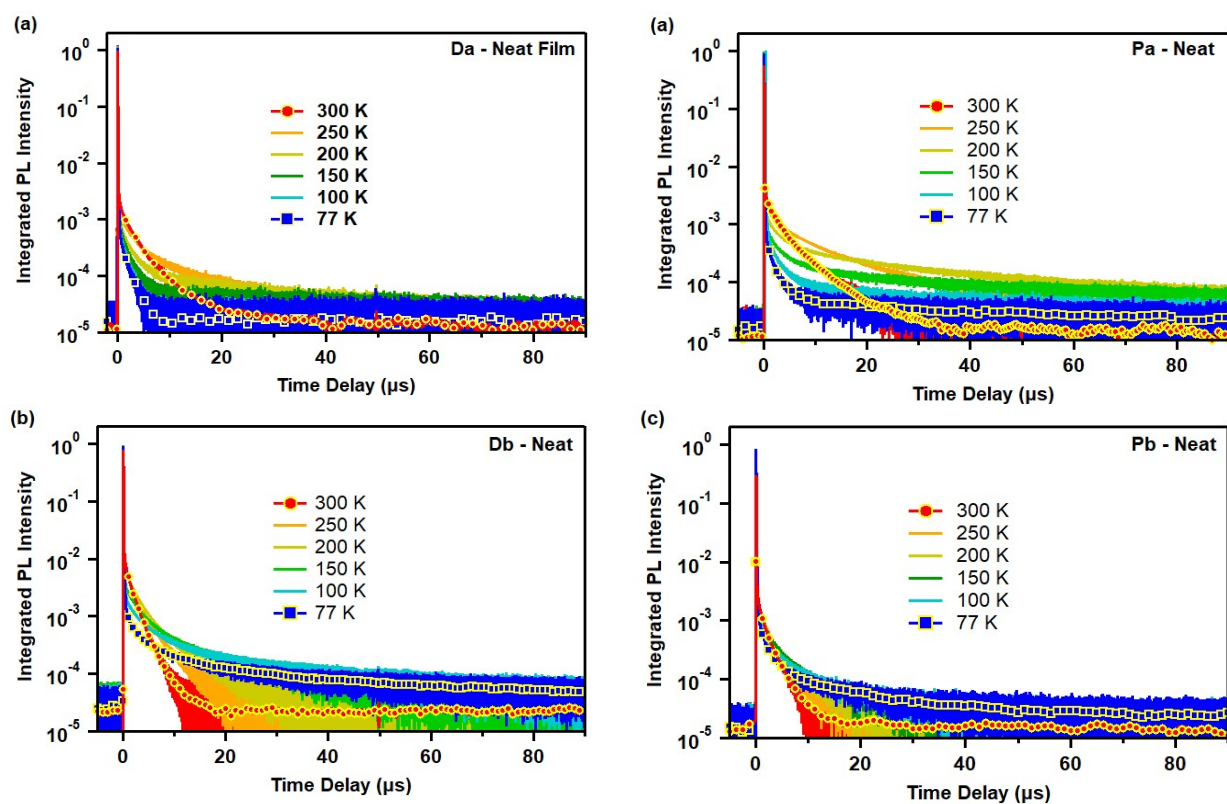 (a)
Da - Neat Film
10^0
10^-1
10^-2
10^-3
10^-4
10^-5
Integrated PL Intensity
300 K
250 K
200 K
150 K
100 K
77 K
0 20 40 60 80
Time Delay (µs)
(a)
Pa - Neat
10^0
10^-1
10^-2
10^-3
10^-4
10^-5
Integrated PL Intensity
300 K
250 K
200 K
150 K
100 K
77 K
0 20 40 60 80
Time Delay (µs)
(b)
Db - Neat
10^0
10^-1
10^-2
10^-3
10^-4
10^-5
Integrated PL Intensity
300 K
250 K
200 K
150 K
100 K
77 K
0 20 40 60 80
Time Delay (µs)
(c)
Pb - Neat
10^0
10^-1
10^-2
10^-3
10^-4
10^-5
Integrated PL Intensity
300 K
250 K
200 K
150 K
100 K
77 K
0 20 40 60 80
Time Delay (µs)